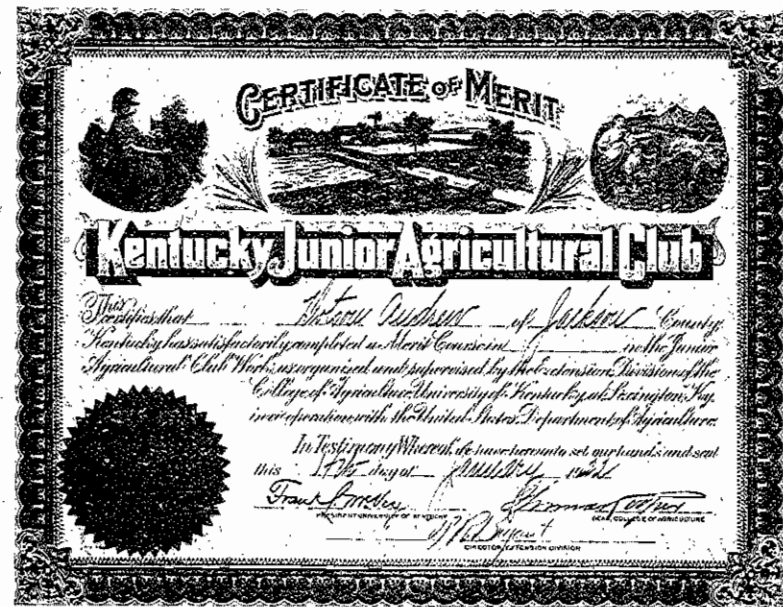 CERTIFICATE OF MERIT
Kentucky Junior Agricultural Club
This Certifies that Andrew of Jackson County
Kentucky has satisfactorily completed a Merit Course in in the Junior
Agricultural Club Work as organized and supervised by the Extension Division of the
College of Agriculture, University of Kentucky, at Lexington, Ky.
in cooperation with the United States Department of Agriculture.
In Testimony Whereof, we have hereunto set our hands and seal
this day of January
Frank McVey
PRESIDENT UNIVERSITY OF KENTUCKY
DEAN, COLLEGE OF AGRICULTURE
DIRECTOR, EXTENSION DIVISION